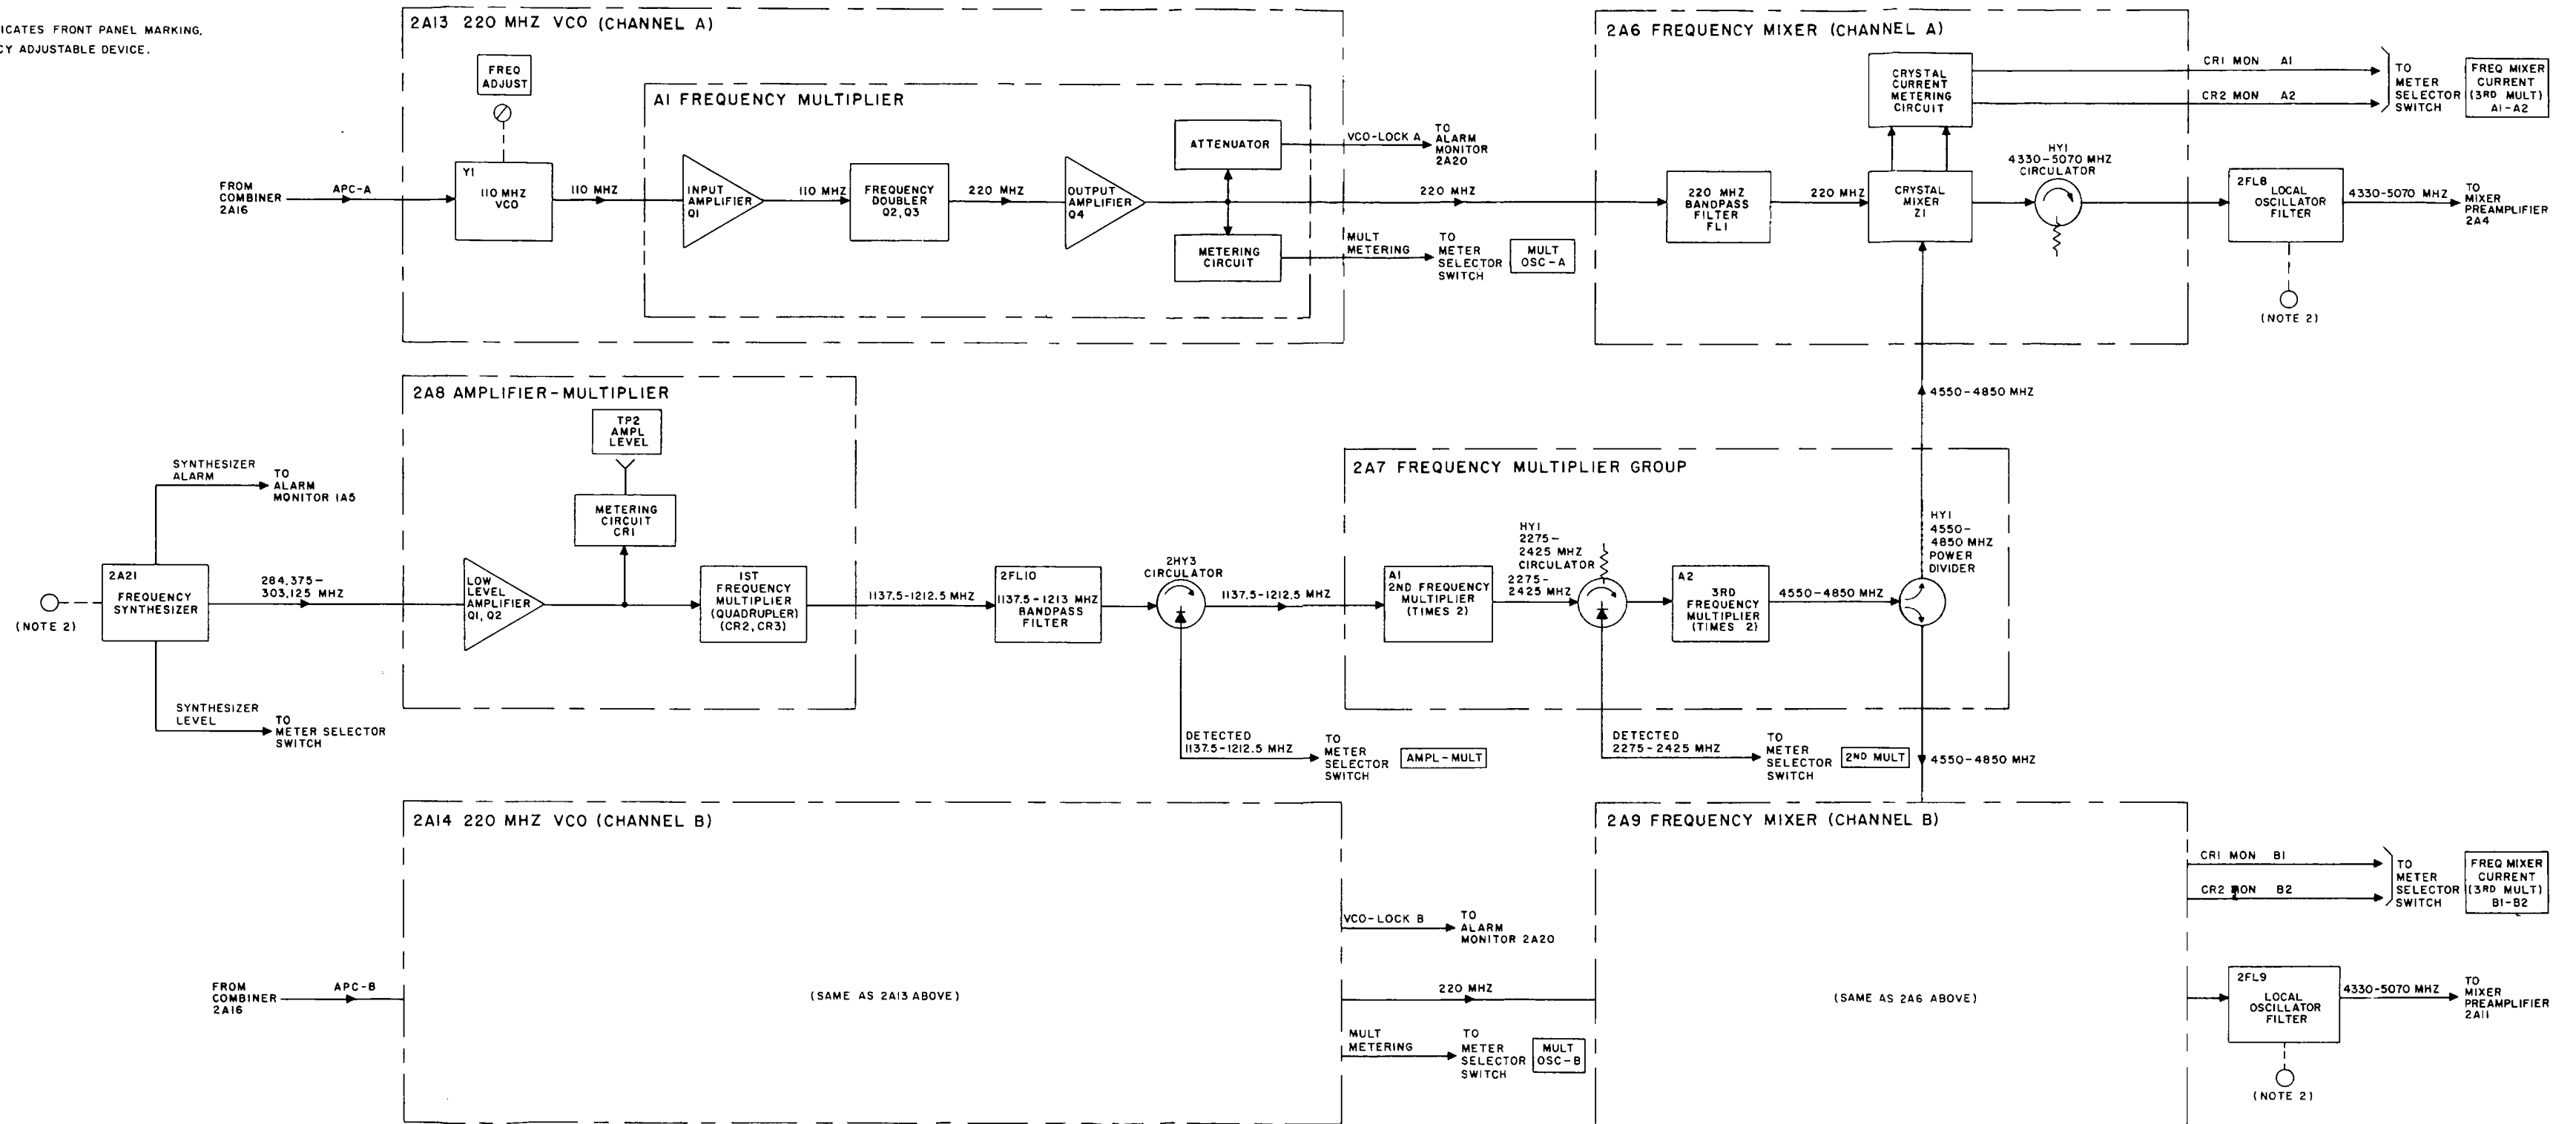 ICATES FRONT PANEL MARKING.
CY ADJUSTABLE DEVICE.
2A13 220 MHZ VCO (CHANNEL A)
FREQ
ADJUST
A1 FREQUENCY MULTIPLIER
FROM
COMBINER
2A16
APC-A
Y1
110 MHZ
VCO
110 MHZ
INPUT
AMPLIFIER
Q1
110 MHZ
FREQUENCY
DOUBLER
Q2, Q3
220 MHZ
OUTPUT
AMPLIFIER
Q4
ATTENUATOR
METERING
CIRCUIT
VCO-LOCK A
TO
ALARM
MONITOR
2A20
220 MHZ
MULT
METERING
TO
METER
SELECTOR
SWITCH
MULT
OSC-A
2A6 FREQUENCY MIXER (CHANNEL A)
CRYSTAL
CURRENT
METERING
CIRCUIT
CR1 MON A1
CR2 MON A2
TO
METER
SELECTOR
SWITCH
FREQ MIXER
CURRENT
(3RD MULT)
A1-A2
220 MHZ
BANDPASS
FILTER
FL1
220 MHZ
CRYSTAL
MIXER
Z1
HY1
4330-5070 MHZ
CIRCULATOR
2FL8
LOCAL
OSCILLATOR
FILTER
4330-5070 MHZ
TO
MIXER
PREAMPLIFIER
2A4
(NOTE 2)
4550-4850 MHZ
2A8 AMPLIFIER-MULTIPLIER
TP2
AMPL
LEVEL
METERING
CIRCUIT
CR1
SYNTHESIZER
ALARM
TO
ALARM
MONITOR 1A5
2A21
FREQUENCY
SYNTHESIZER
(NOTE 2)
284.375-
303.125 MHZ
LOW
LEVEL
AMPLIFIER
Q1, Q2
1ST
FREQUENCY
MULTIPLIER
(QUADRUPLER)
(CR2, CR3)
1137.5-1212.5 MHZ
2FL10
1137.5-1213 MHZ
BANDPASS
FILTER
2HY3
CIRCULATOR
1137.5-1212.5 MHZ
SYNTHESIZER
LEVEL
TO
METER SELECTOR
SWITCH
DETECTED
1137.5-1212.5 MHZ
TO
METER
SELECTOR
SWITCH
AMPL-MULT
2A7 FREQUENCY MULTIPLIER GROUP
A1
2ND FREQUENCY
MULTIPLIER
(TIMES 2)
HY1
2275-
2425 MHZ
CIRCULATOR
2275-
2425 MHZ
A2
3RD
FREQUENCY
MULTIPLIER
(TIMES 2)
4550-4850 MHZ
HY1
4550-
4850 MHZ
POWER
DIVIDER
DETECTED
2275-2425 MHZ
TO
METER
SELECTOR
SWITCH
2ND MULT
4550-4850 MHZ
2A14 220 MHZ VCO (CHANNEL B)
FROM
COMBINER
2A16
APC-B
(SAME AS 2A13 ABOVE)
VCO-LOCK B
TO
ALARM
MONITOR 2A20
220 MHZ
MULT
METERING
TO
METER
SELECTOR
SWITCH
MULT
OSC-B
2A9 FREQUENCY MIXER (CHANNEL B)
(SAME AS 2A6 ABOVE)
CR1 MON B1
CR2 MON B2
TO
METER
SELECTOR
SWITCH
FREQ MIXER
CURRENT
(3RD MULT)
B1-B2
2FL9
LOCAL
OSCILLATOR
FILTER
4330-5070 MHZ
TO
MIXER
PREAMPLIFIER
2A11
(NOTE 2)